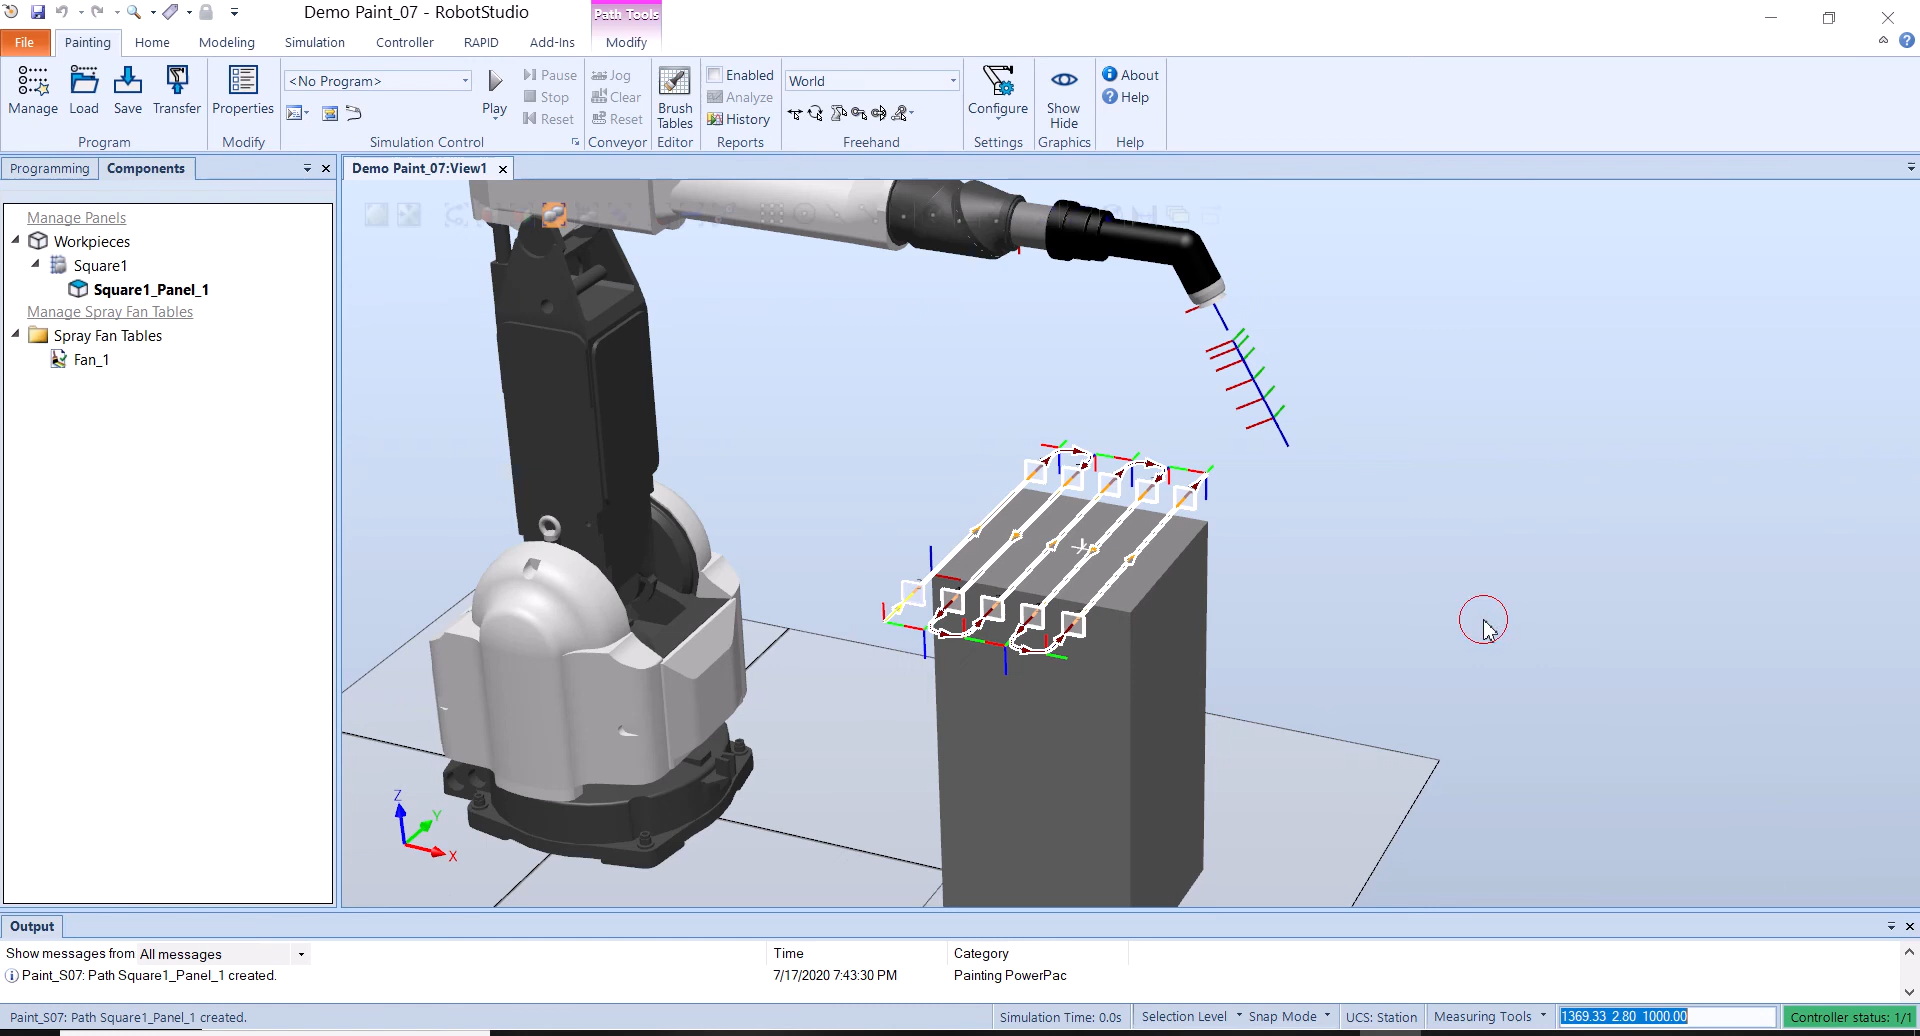 Demo Paint_07 - RobotStudio
Path Tools
File Painting Home Modeling Simulation Controller RAPID Add-Ins Modify
Manage Load Save Transfer
Program
Properties
Modify
<No Program>
Play
Pause
Stop
Reset
Simulation Control
Jog
Clear
Reset
Conveyor
Brush
Tables
Editor
Enabled
Analyze
History
Reports
World
Freehand
Configure
Settings
Show
Hide
Graphics
About
Help
Help
Programming Components
Demo Paint_07:View1
Manage Panels
Workpieces
Square1
Square1_Panel_1
Manage Spray Fan Tables
Spray Fan Tables
Fan_1
Z
Y
X
Output
Show messages from All messages Time Category
Paint_S07: Path Square1_Panel_1 created. 7/17/2020 7:43:30 PM Painting PowerPac
Paint_S07: Path Square1_Panel_1 created. Simulation Time: 0.0s Selection Level Snap Mode UCS: Station Measuring Tools 1369.33 2.80 1000.00 Controller status: 1/1